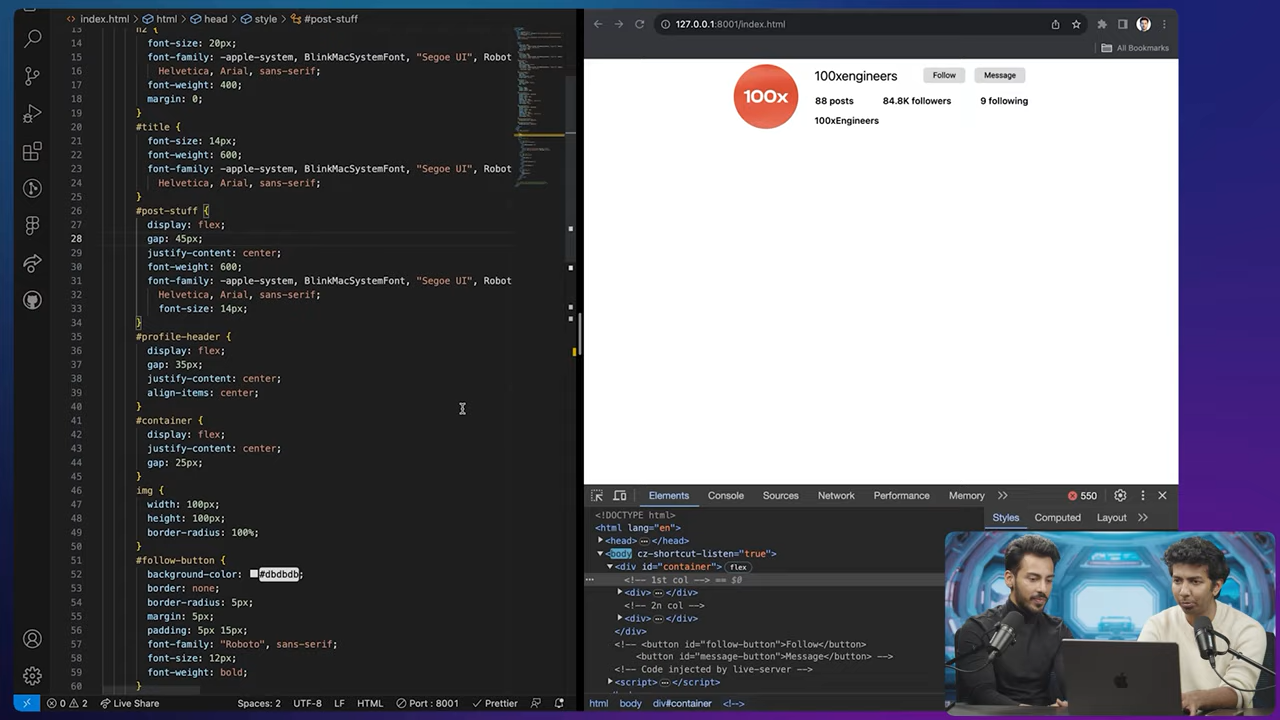 index.html > html > head > style > #post-stuff
13 h2 {
14 font-size: 20px;
15 font-family: -apple-system, BlinkMacSystemFont, "Segoe UI", Robot
16 Helvetica, Arial, sans-serif;
17 font-weight: 400;
18 margin: 0;
19 }
20 #title {
21 font-size: 14px;
22 font-weight: 600;
23 font-family: -apple-system, BlinkMacSystemFont, "Segoe UI", Robot
24 Helvetica, Arial, sans-serif;
25 }
26 #post-stuff {
27 display: flex;
28 gap: 45px;
29 justify-content: center;
30 font-weight: 600;
31 font-family: -apple-system, BlinkMacSystemFont, "Segoe UI", Robot
32 Helvetica, Arial, sans-serif;
33 font-size: 14px;
34 }
35 #profile-header {
36 display: flex;
37 gap: 35px;
38 justify-content: center;
39 align-items: center;
40 }
41 #container {
42 display: flex;
43 justify-content: center;
44 gap: 25px;
45 }
46 img {
47 width: 100px;
48 height: 100px;
49 border-radius: 100%;
50 }
51 #follow-button {
52 background-color: #dbdbdb;
53 border: none;
54 border-radius: 5px;
55 margin: 5px;
56 padding: 5px 15px;
57 font-family: "Roboto", sans-serif;
58 font-size: 12px;
59 font-weight: bold;
60 }
0 2 Live Share Spaces: 2 UTF-8 LF HTML Port : 8001 Prettier
127.0.0.1:8001/index.html
All Bookmarks
100x
100xengineers Follow Message
88 posts 84.8K followers 9 following
100xEngineers
Elements Console Sources Network Performance Memory 550
Styles Computed Layout
<!DOCTYPE html>
<html lang="en">
<head> … </head>
<body cz-shortcut-listen="true">
<div id="container"> flex
… <!-- 1st col --> == $0
<div> … </div>
<!-- 2n col -->
<div> … </div>
</div>
<!-- <button id="follow-button">Follow</button>
<button id="message-button">Message</button> -->
<!-- Code injected by live-server -->
<script> … </script>
html body div#container <!-->